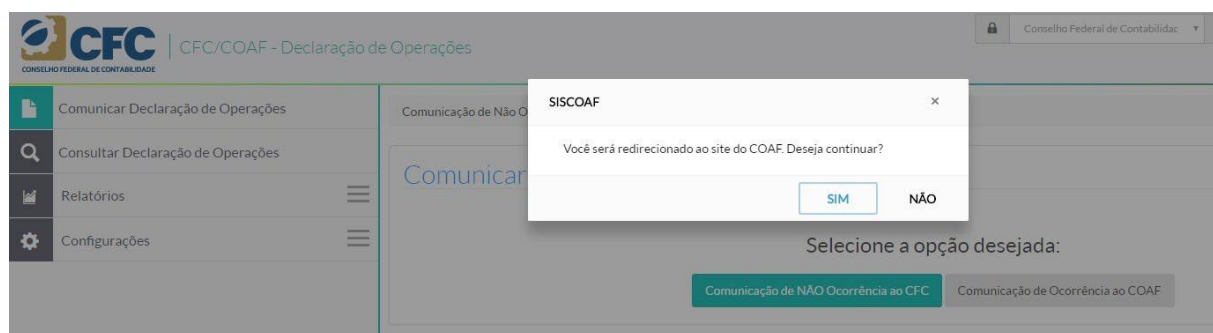 CFC
CONSELHO FEDERAL DE CONTABILIDADE
CFC/COAF - Declaração de Operações
Conselho Federal de Contabilidac
Comunicar Declaração de Operações
Consultar Declaração de Operações
Relatórios
Configurações
Comunicação de Não O
Comunicar
SISCOAF
×
Você será redirecionado ao site do COAF. Deseja continuar?
SIM
NÃO
Selecione a opção desejada:
Comunicação de NÃO Ocorrência ao CFC
Comunicação de Ocorrência ao COAF